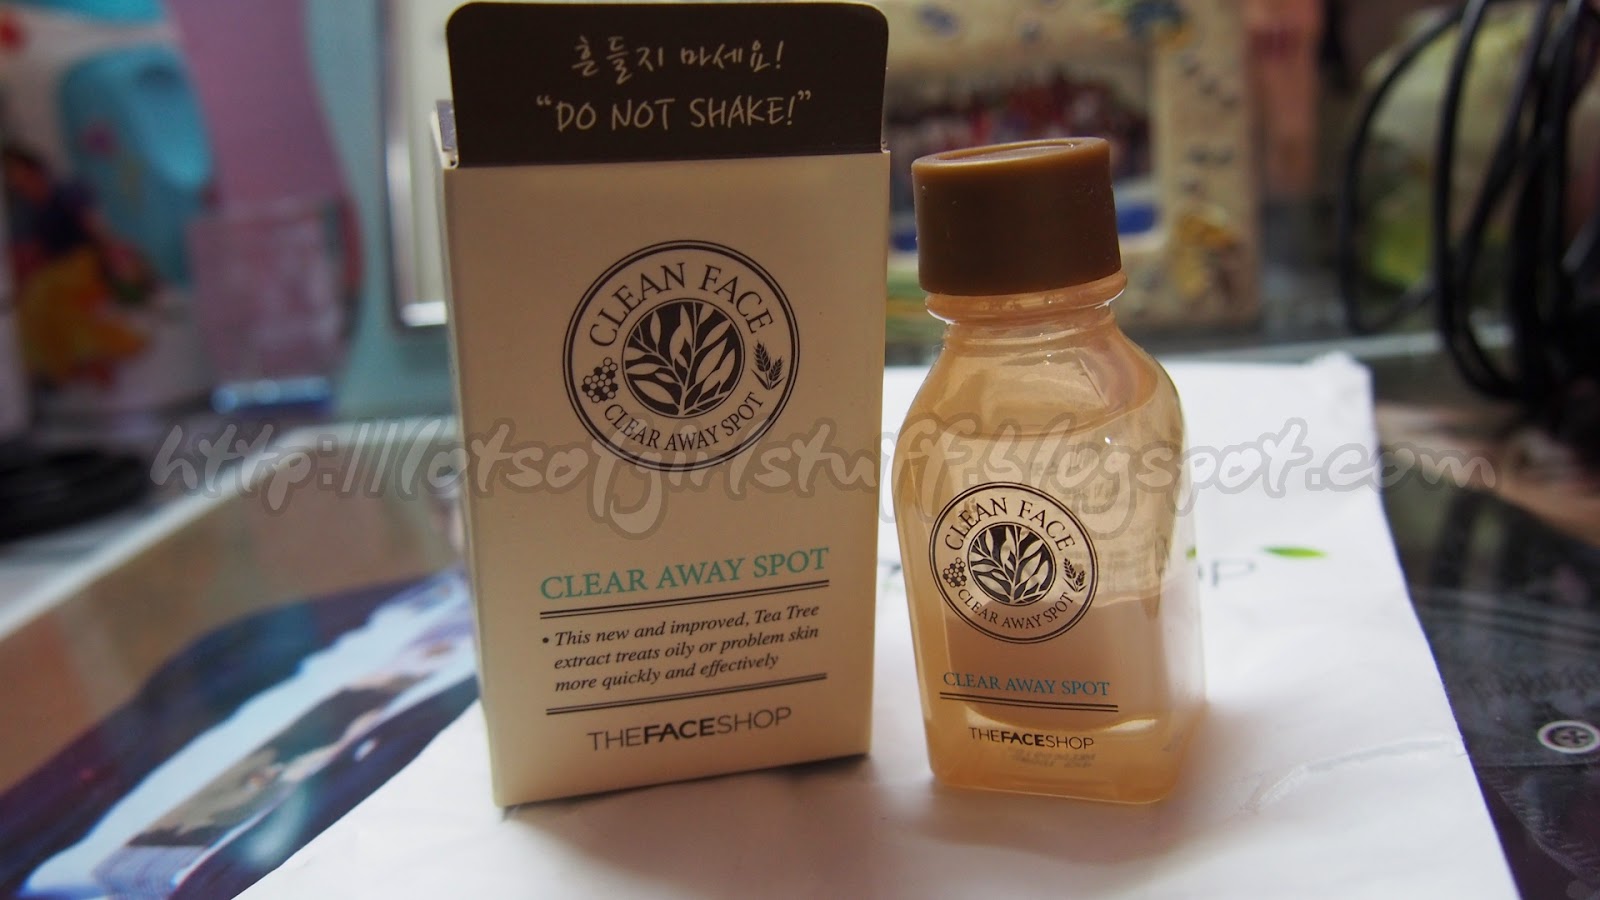 흔들지 마세요!
“DO NOT SHAKE!”
CLEAN FACE
CLEAR AWAY SPOT
CLEAR AWAY SPOT
• This new and improved, Tea Tree
extract treats oily or problem skin
more quickly and effectively
THEFACESHOP
CLEAN FACE
CLEAR AWAY SPOT
CLEAR AWAY SPOT
THEFACESHOP
http://lotsofgirlstuff.blogspot.com